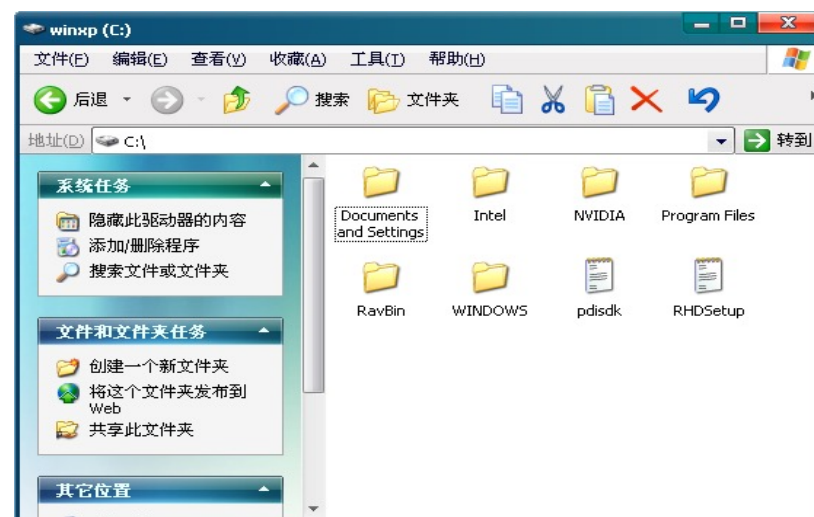 winxp (C:)
文件(F) 编辑(E) 查看(V) 收藏(A) 工具(T) 帮助(H)
后退 搜索 文件夹
地址(D) C:\ 转到
系统任务
隐藏此驱动器的内容
添加/删除程序
搜索文件或文件夹
文件和文件夹任务
创建一个新文件夹
将这个文件夹发布到
Web
共享此文件夹
其它位置
Documents
and Settings
Intel
NVIDIA
Program Files
RavBin
WINDOWS
pdisdk
RHDSetup